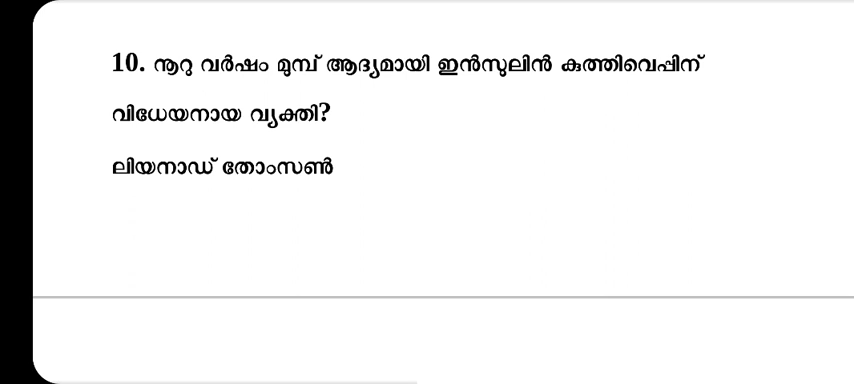 10. നൂറു വർഷം മുമ്പ് ആദ്യമായി ഇൻസുലിൻ കുത്തിവെപ്പിന്
വിധേയനായ വ്യക്തി?
ലിയനാഡ് തോംസൺ